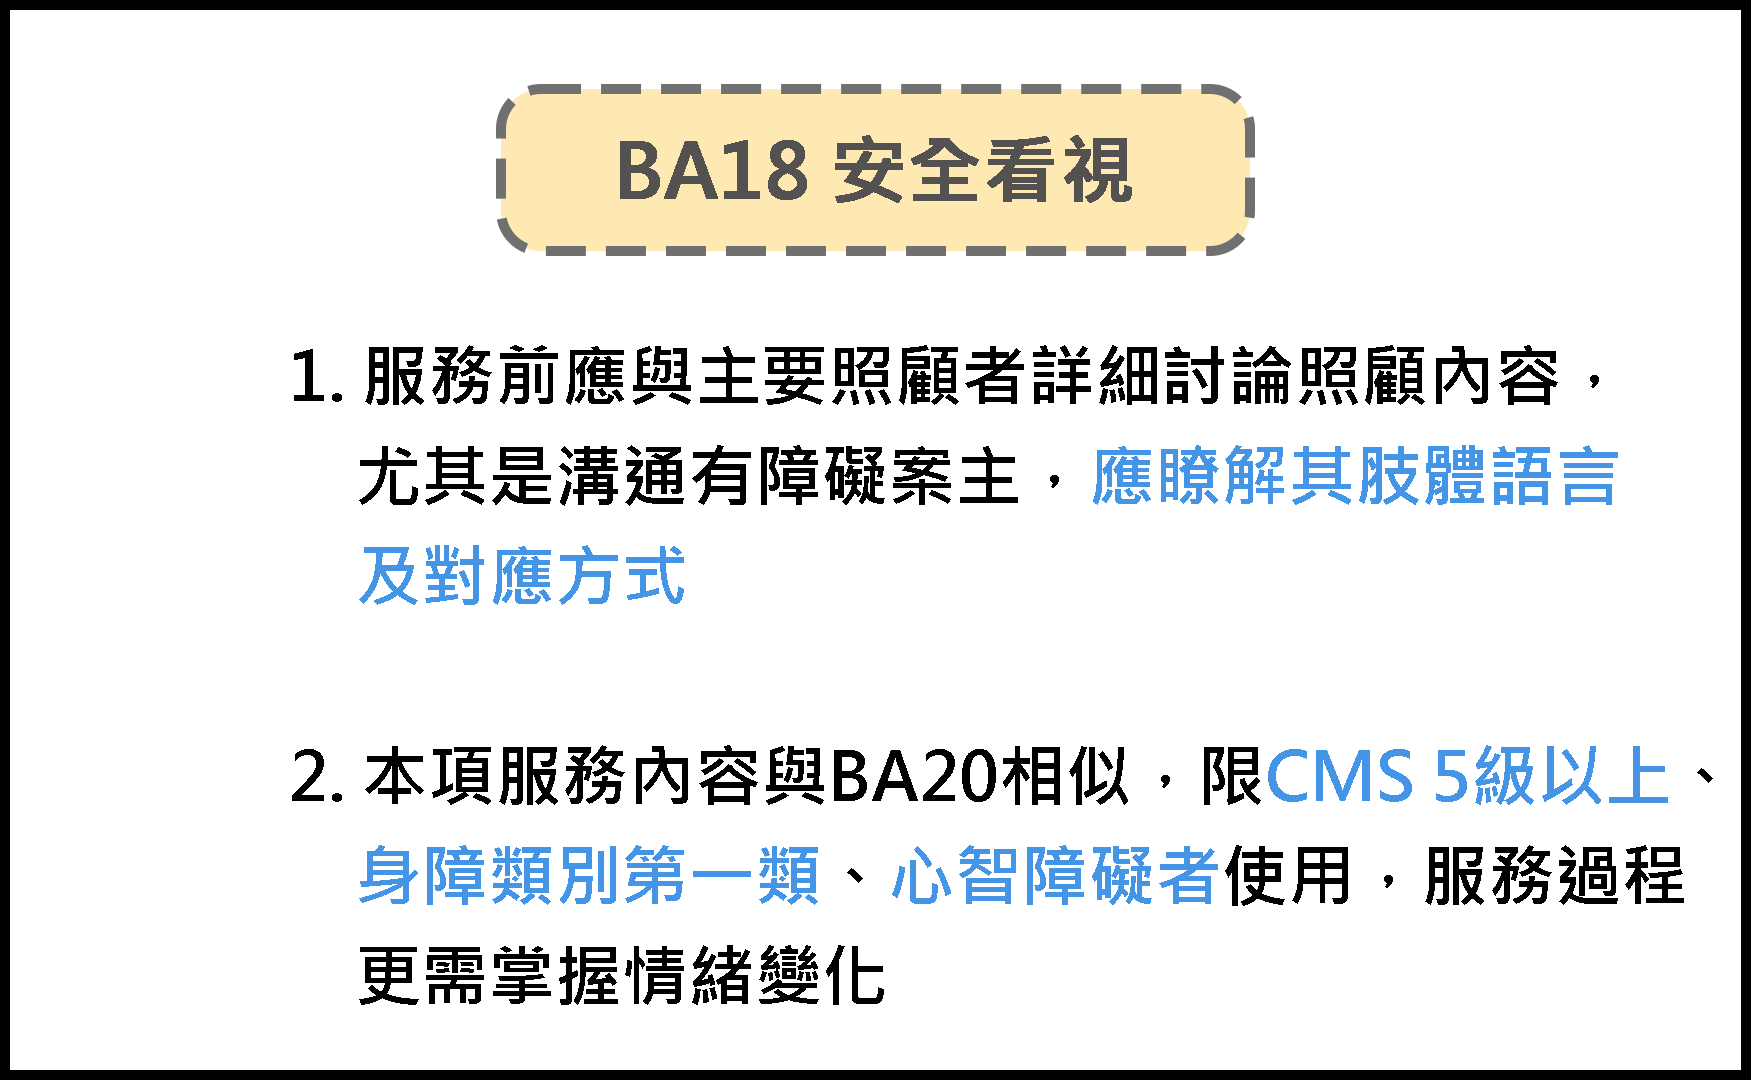 BA18 安全看視
1. 服務前應與主要照顧者詳細討論照顧內容，
尤其是溝通有障礙案主，應瞭解其肢體語言
及對應方式
2. 本項服務內容與BA20相似，限CMS 5級以上、
身障類別第一類、心智障礙者使用，服務過程
更需掌握情緒變化